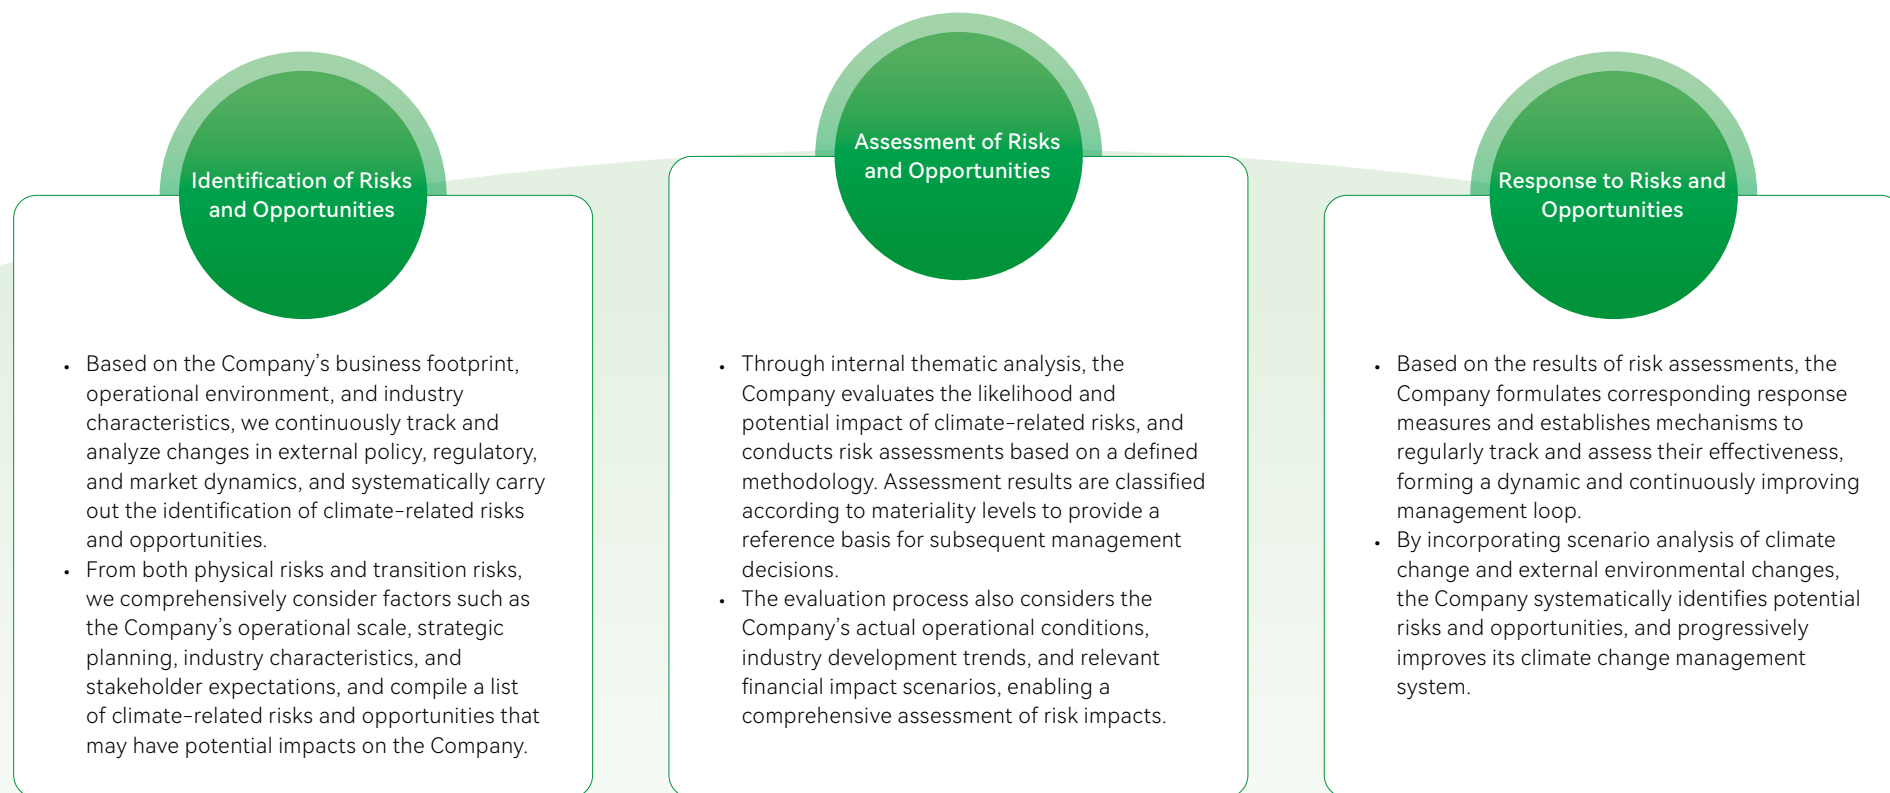 Identification of Risks
and Opportunities
• Based on the Company’s business footprint,
operational environment, and industry
characteristics, we continuously track and
analyze changes in external policy, regulatory,
and market dynamics, and systematically carry
out the identification of climate-related risks
and opportunities.
• From both physical risks and transition risks,
we comprehensively consider factors such as
the Company’s operational scale, strategic
planning, industry characteristics, and
stakeholder expectations, and compile a list
of climate-related risks and opportunities that
may have potential impacts on the Company.
Assessment of Risks
and Opportunities
• Through internal thematic analysis, the
Company evaluates the likelihood and
potential impact of climate-related risks, and
conducts risk assessments based on a defined
methodology. Assessment results are classified
according to materiality levels to provide a
reference basis for subsequent management
decisions.
• The evaluation process also considers the
Company’s actual operational conditions,
industry development trends, and relevant
financial impact scenarios, enabling a
comprehensive assessment of risk impacts.
Response to Risks and
Opportunities
• Based on the results of risk assessments, the
Company formulates corresponding response
measures and establishes mechanisms to
regularly track and assess their effectiveness,
forming a dynamic and continuously improving
management loop.
• By incorporating scenario analysis of climate
change and external environmental changes,
the Company systematically identifies potential
risks and opportunities, and progressively
improves its climate change management
system.